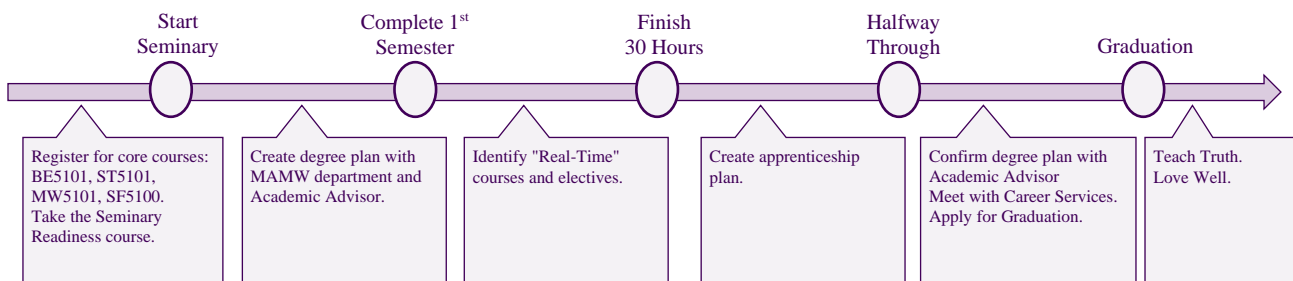 Start
Seminary
Complete 1st
Semester
Finish
30 Hours
Halfway
Through
Graduation
Register for core courses:
BE5101, ST5101,
MW5101, SF5100.
Take the Seminary
Readiness course.
Create degree plan with
MAMW department and
Academic Advisor.
Identify "Real-Time"
courses and electives.
Create apprenticeship
plan.
Confirm degree plan with
Academic Advisor
Meet with Career Services.
Apply for Graduation.
Teach Truth.
Love Well.